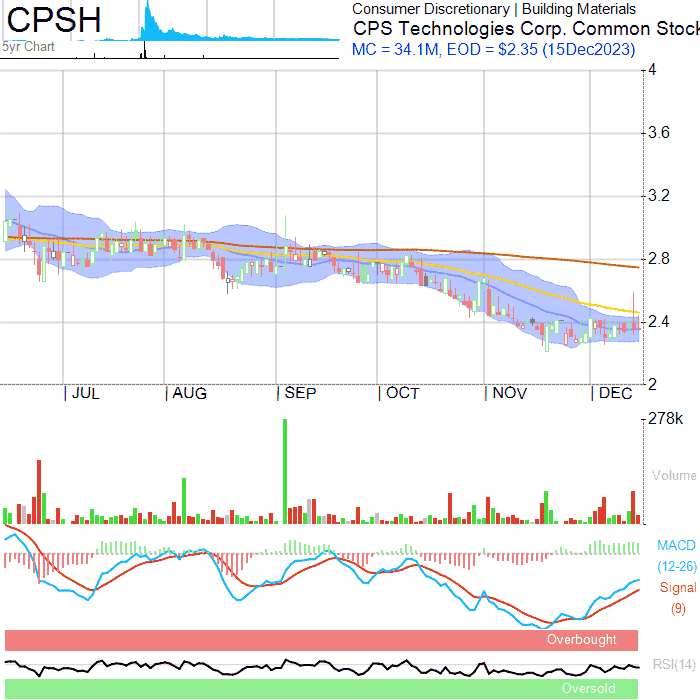 CPSH
5yr Chart
Consumer Discretionary | Building Materials
CPS Technologies Corp. Common Stock
MC = 34.1M, EOD = $2.35 (15Dec2023)
4
3.6
3.2
2.8
2.4
2
JUL AUG SEP OCT NOV DEC
278k
Volume
MACD
(12-26)
Signal
(9)
Overbought
RSI(14)
Oversold